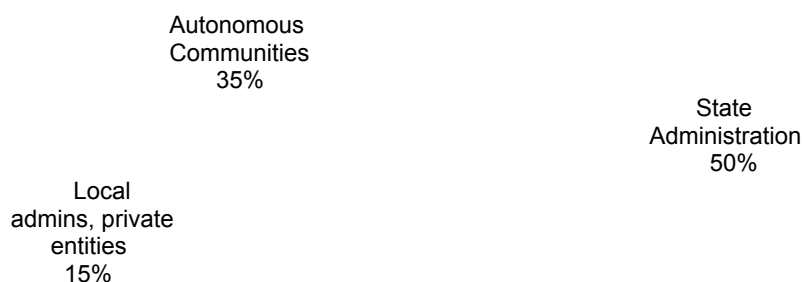 Autonomous
Communities
35%
State
Administration
50%
Local
admins, private
entities
15%